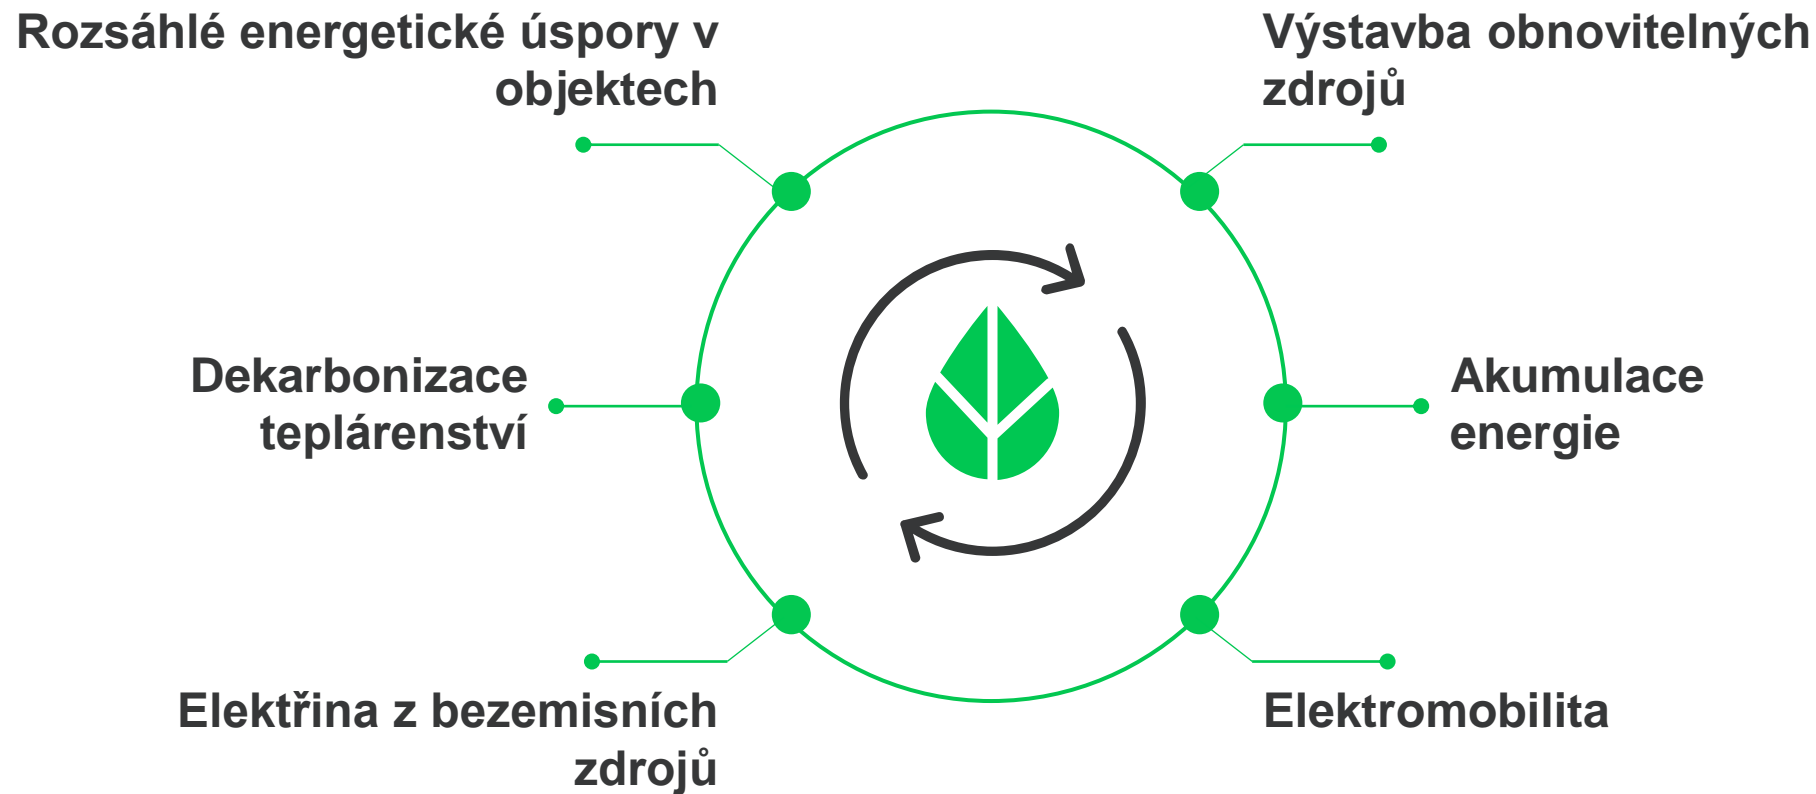 Rozsáhlé energetické úspory v
objektech
Výstavba obnovitelných
zdrojů
Dekarbonizace
teplárenství
Akumulace
energie
Elektřina z bezemisních
zdrojů
Elektromobilita